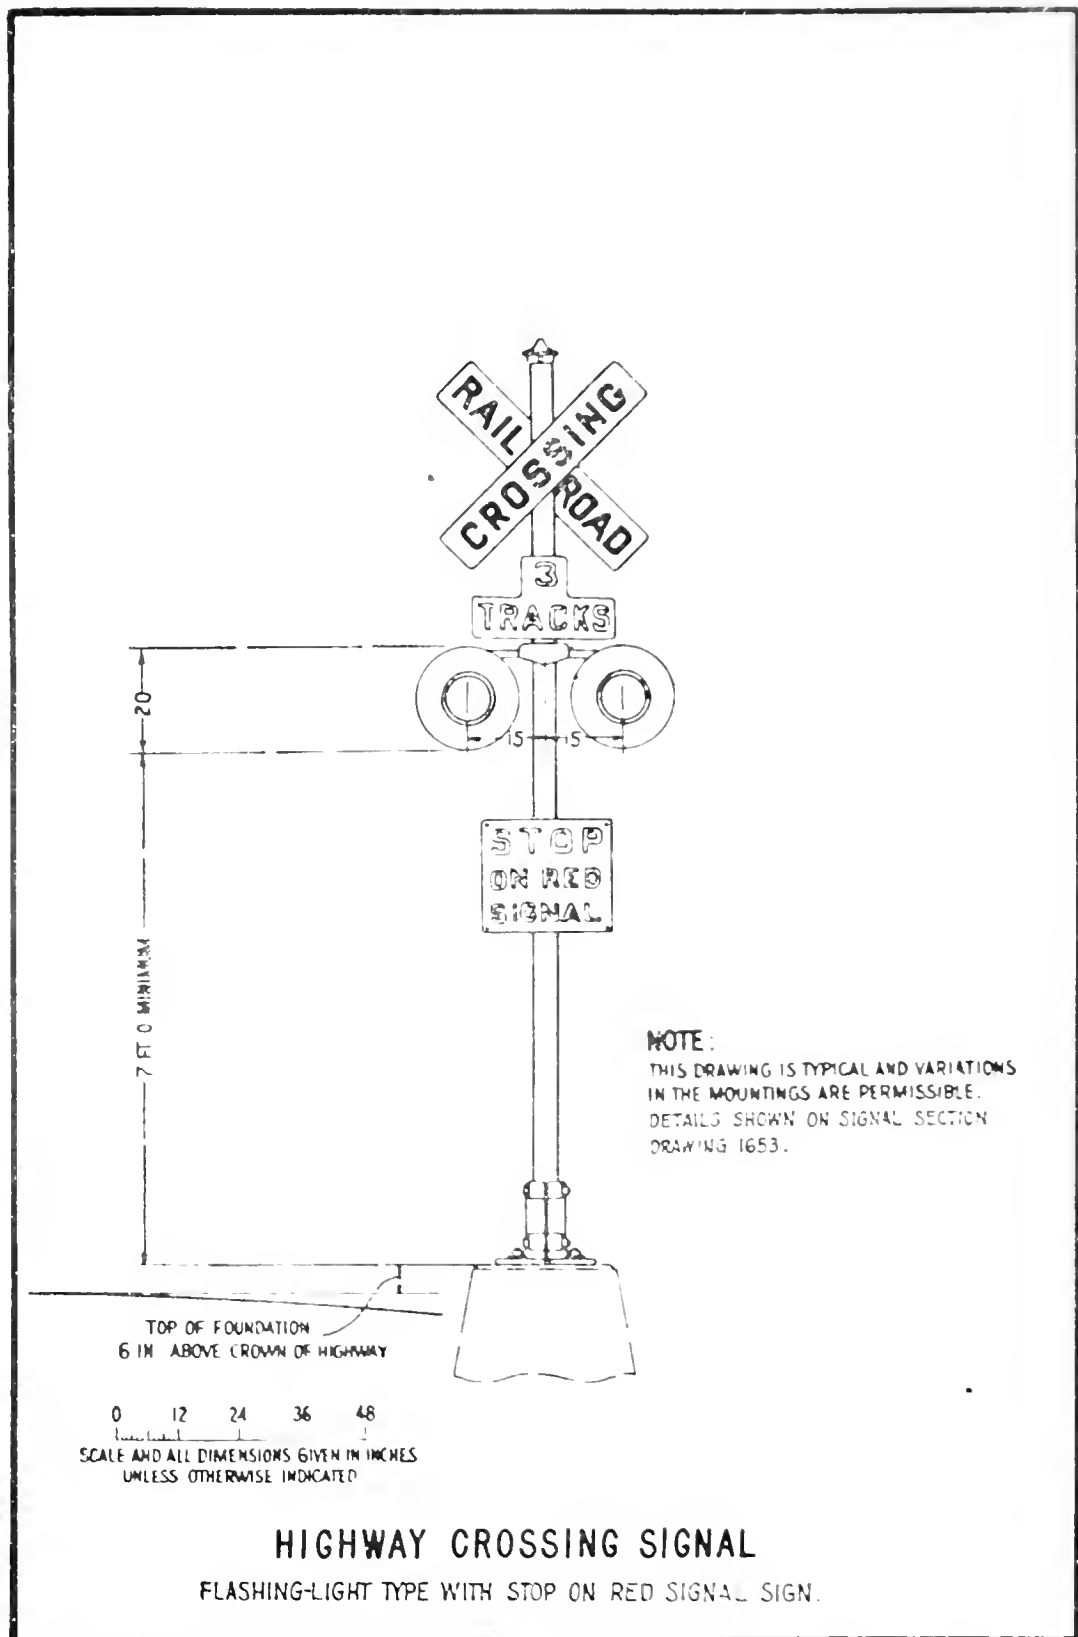 RAIL
ROAD
CROSSING
3
TRACKS
20
15 15
STOP
ON RED
SIGNAL
7 FT 0 MINIMUM
NOTE:
THIS DRAWING IS TYPICAL AND VARIATIONS
IN THE MOUNTINGS ARE PERMISSIBLE.
DETAILS SHOWN ON SIGNAL SECTION
DRAWING 1653.
TOP OF FOUNDATION
6 IN ABOVE CROWN OF HIGHWAY
0 12 24 36 48
SCALE AND ALL DIMENSIONS GIVEN IN INCHES
UNLESS OTHERWISE INDICATED
HIGHWAY CROSSING SIGNAL
FLASHING-LIGHT TYPE WITH STOP ON RED SIGNAL SIGN.